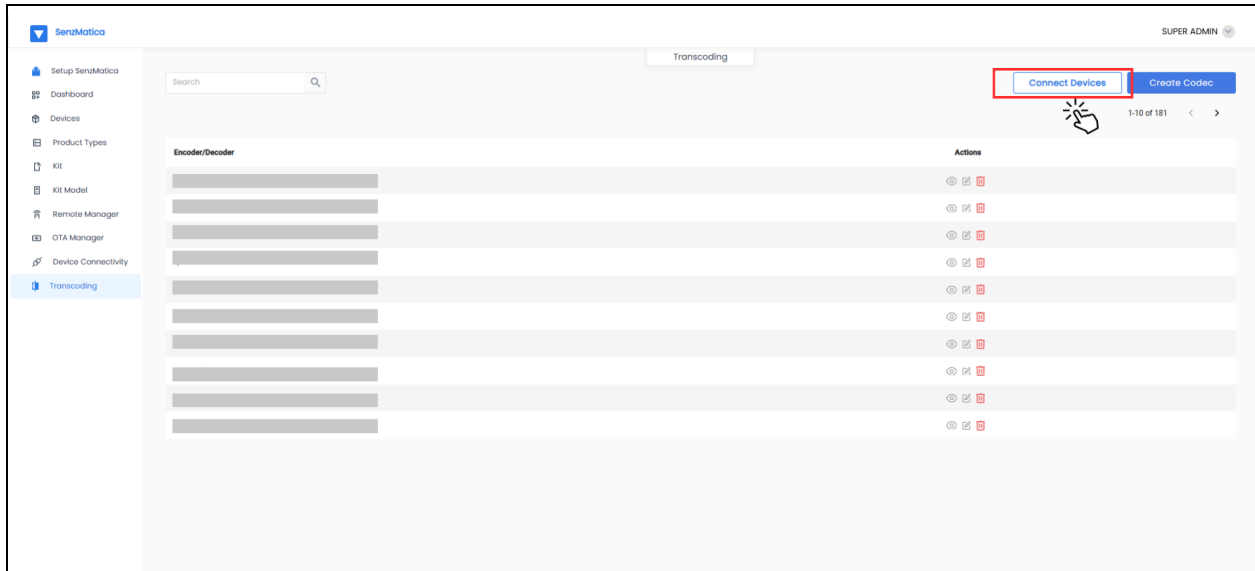 SenzMatica
SUPER ADMIN
Setup SenzMatica
Dashboard
Devices
Product Types
Kit
Kit Model
Remote Manager
OTA Manager
Device Connectivity
Transcoding
Transcoding
Search
Connect Devices
Create Codec
1-10 of 181
Encoder/Decoder
Actions